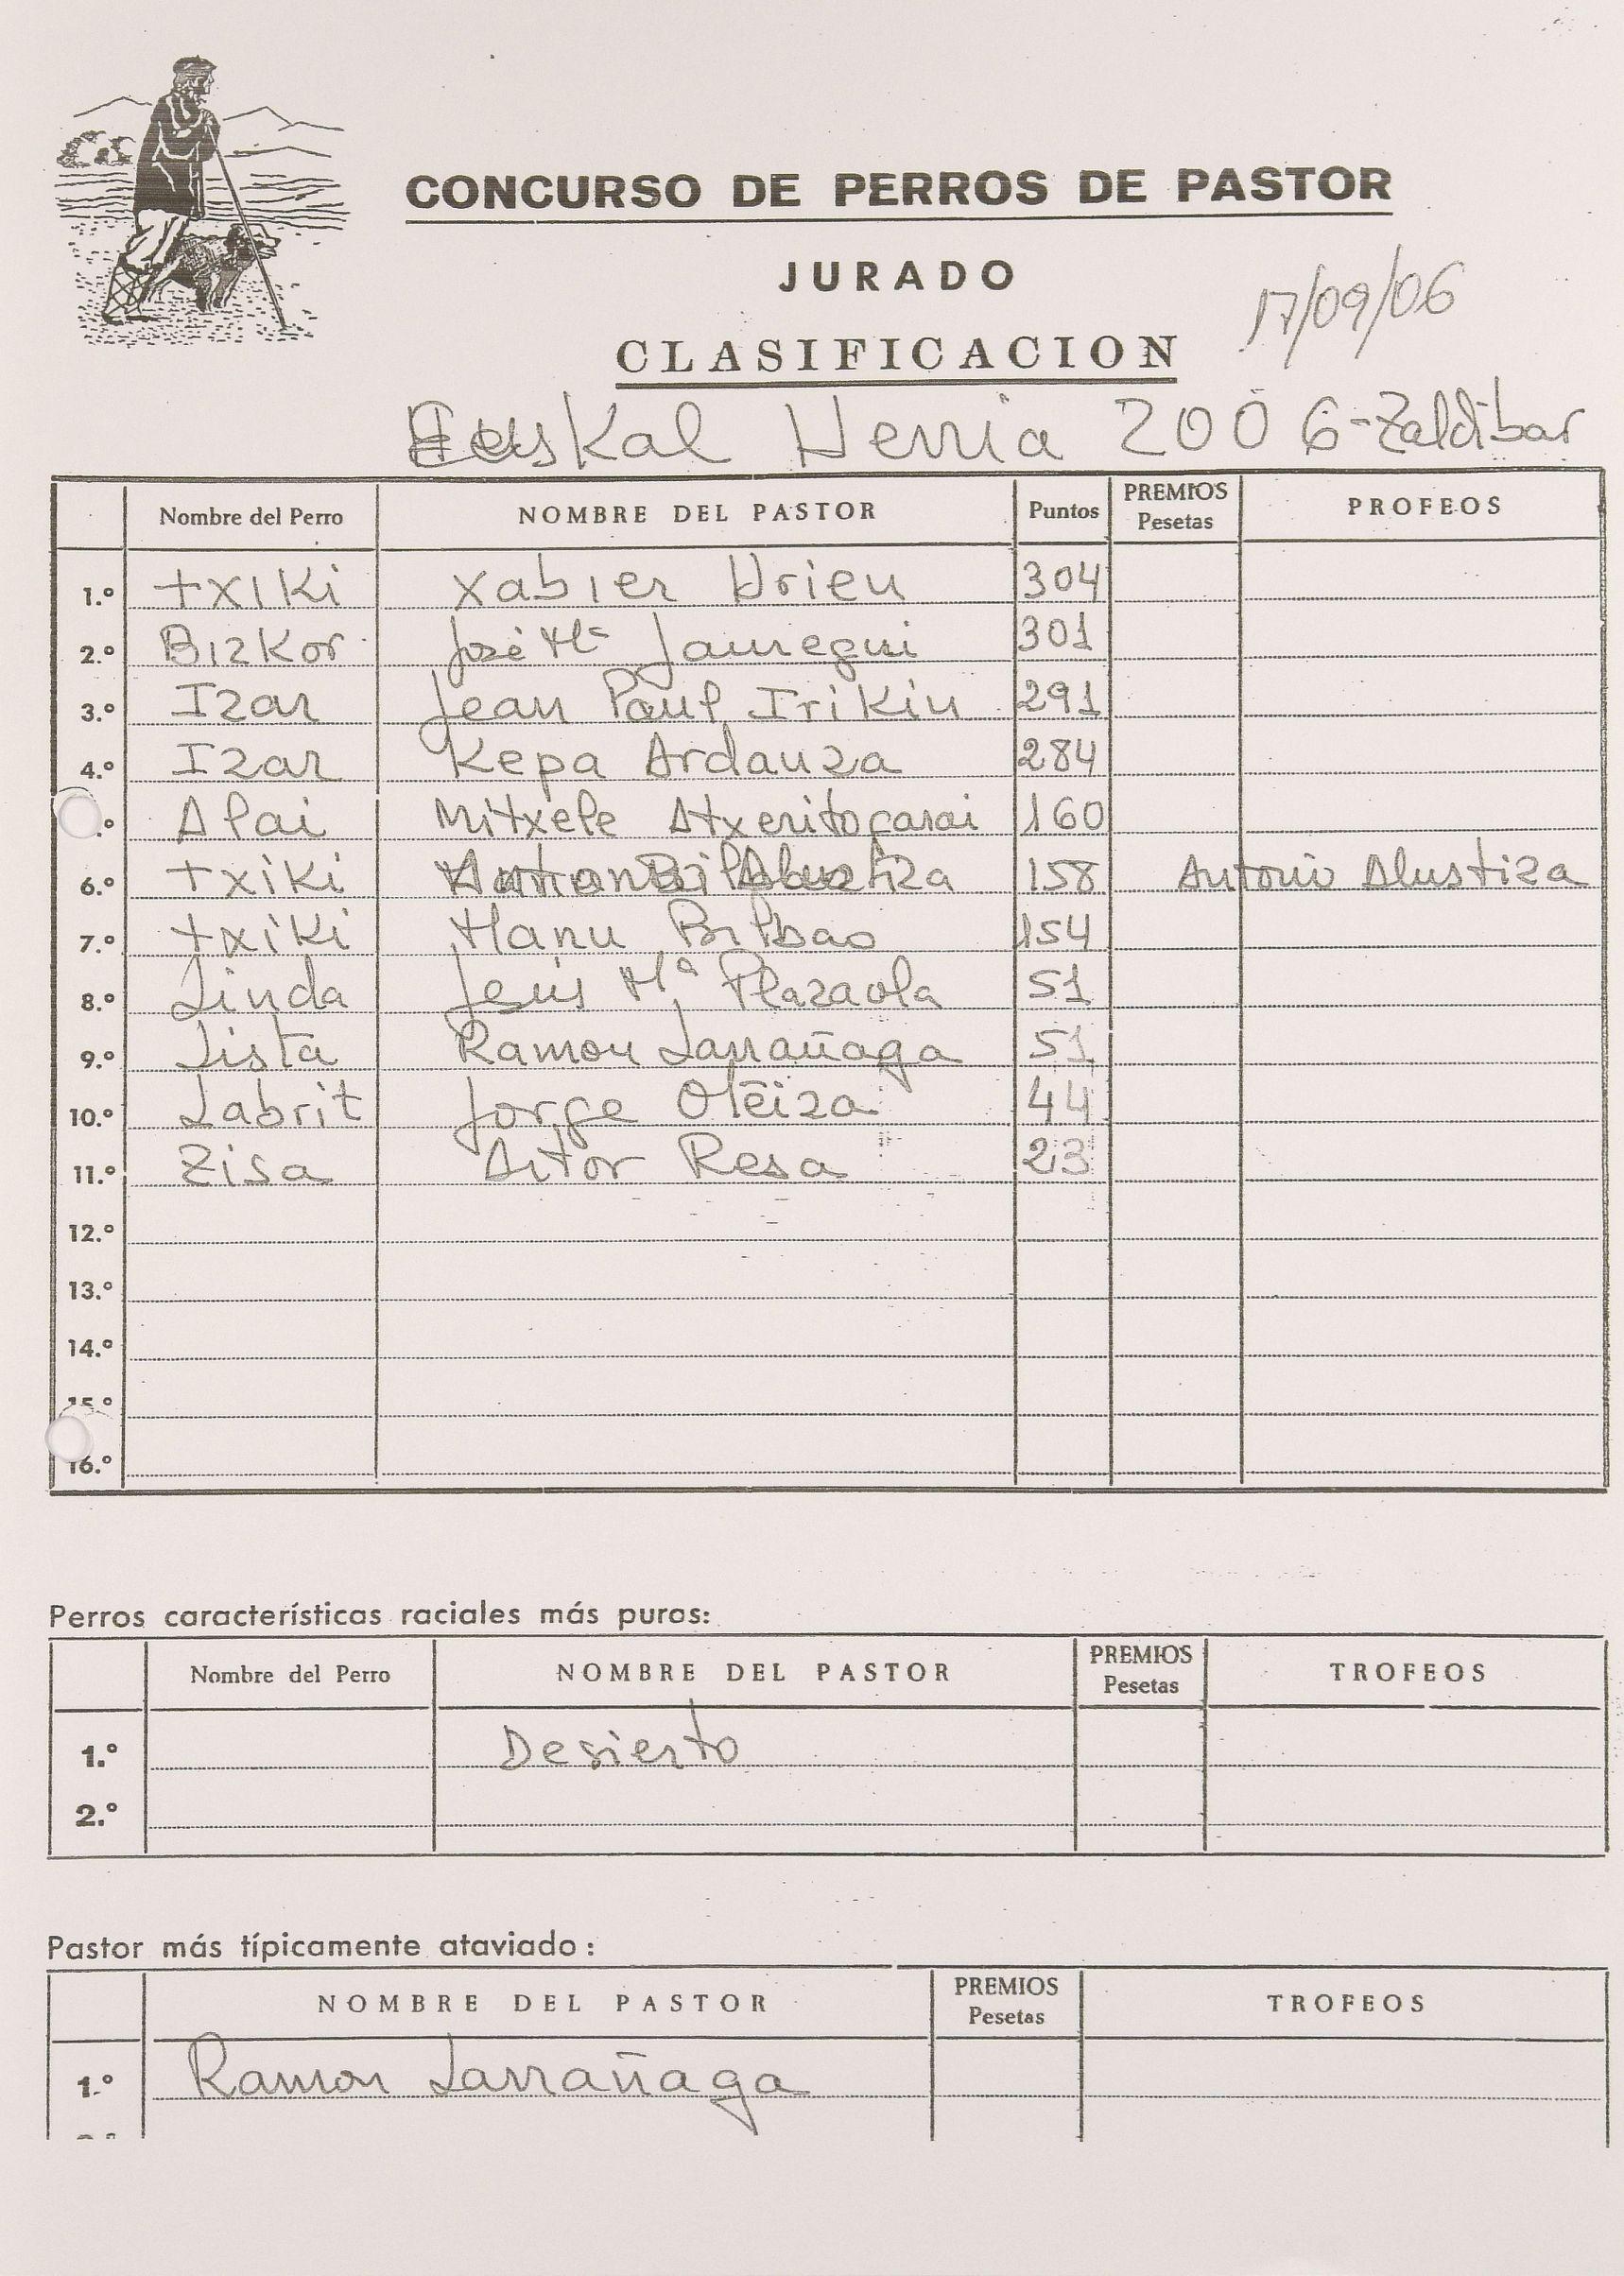 CONCURSO DE PERROS DE PASTOR
JURADO
17/09/06
CLASIFICACION
Euskal Herria 2006-Zaldibar
Nombre del Perro NOMBRE DEL PASTOR Puntos PREMIOS Pesetas PROFEOS
1.º txiki Xabier Urieu 304
2.º Bizkor José Mª Jauregui 301
3.º Izar Jean Paul Irikin 291
4.º Izar Kepa Ardanza 284
º Alai Mitxele Atxeritogarai 160
6.º txiki 158 Antonio Alustiza
7.º txiki Manu Bilbao 154
8.º Linda Jesús Mª Plazaola 51
9.º Lista Ramon Larrañaga 51
10.º Labrit Jorge Oteiza 44
11.º Zisa Aitor Resa 23
12.º
13.º
14.º
15.º
16.º
Perros características raciales más puras:
Nombre del Perro NOMBRE DEL PASTOR PREMIOS Pesetas TROFEOS
1.º Desierto
2.º
Pastor más típicamente ataviado:
NOMBRE DEL PASTOR PREMIOS Pesetas TROFEOS
1.º Ramon Larrañaga